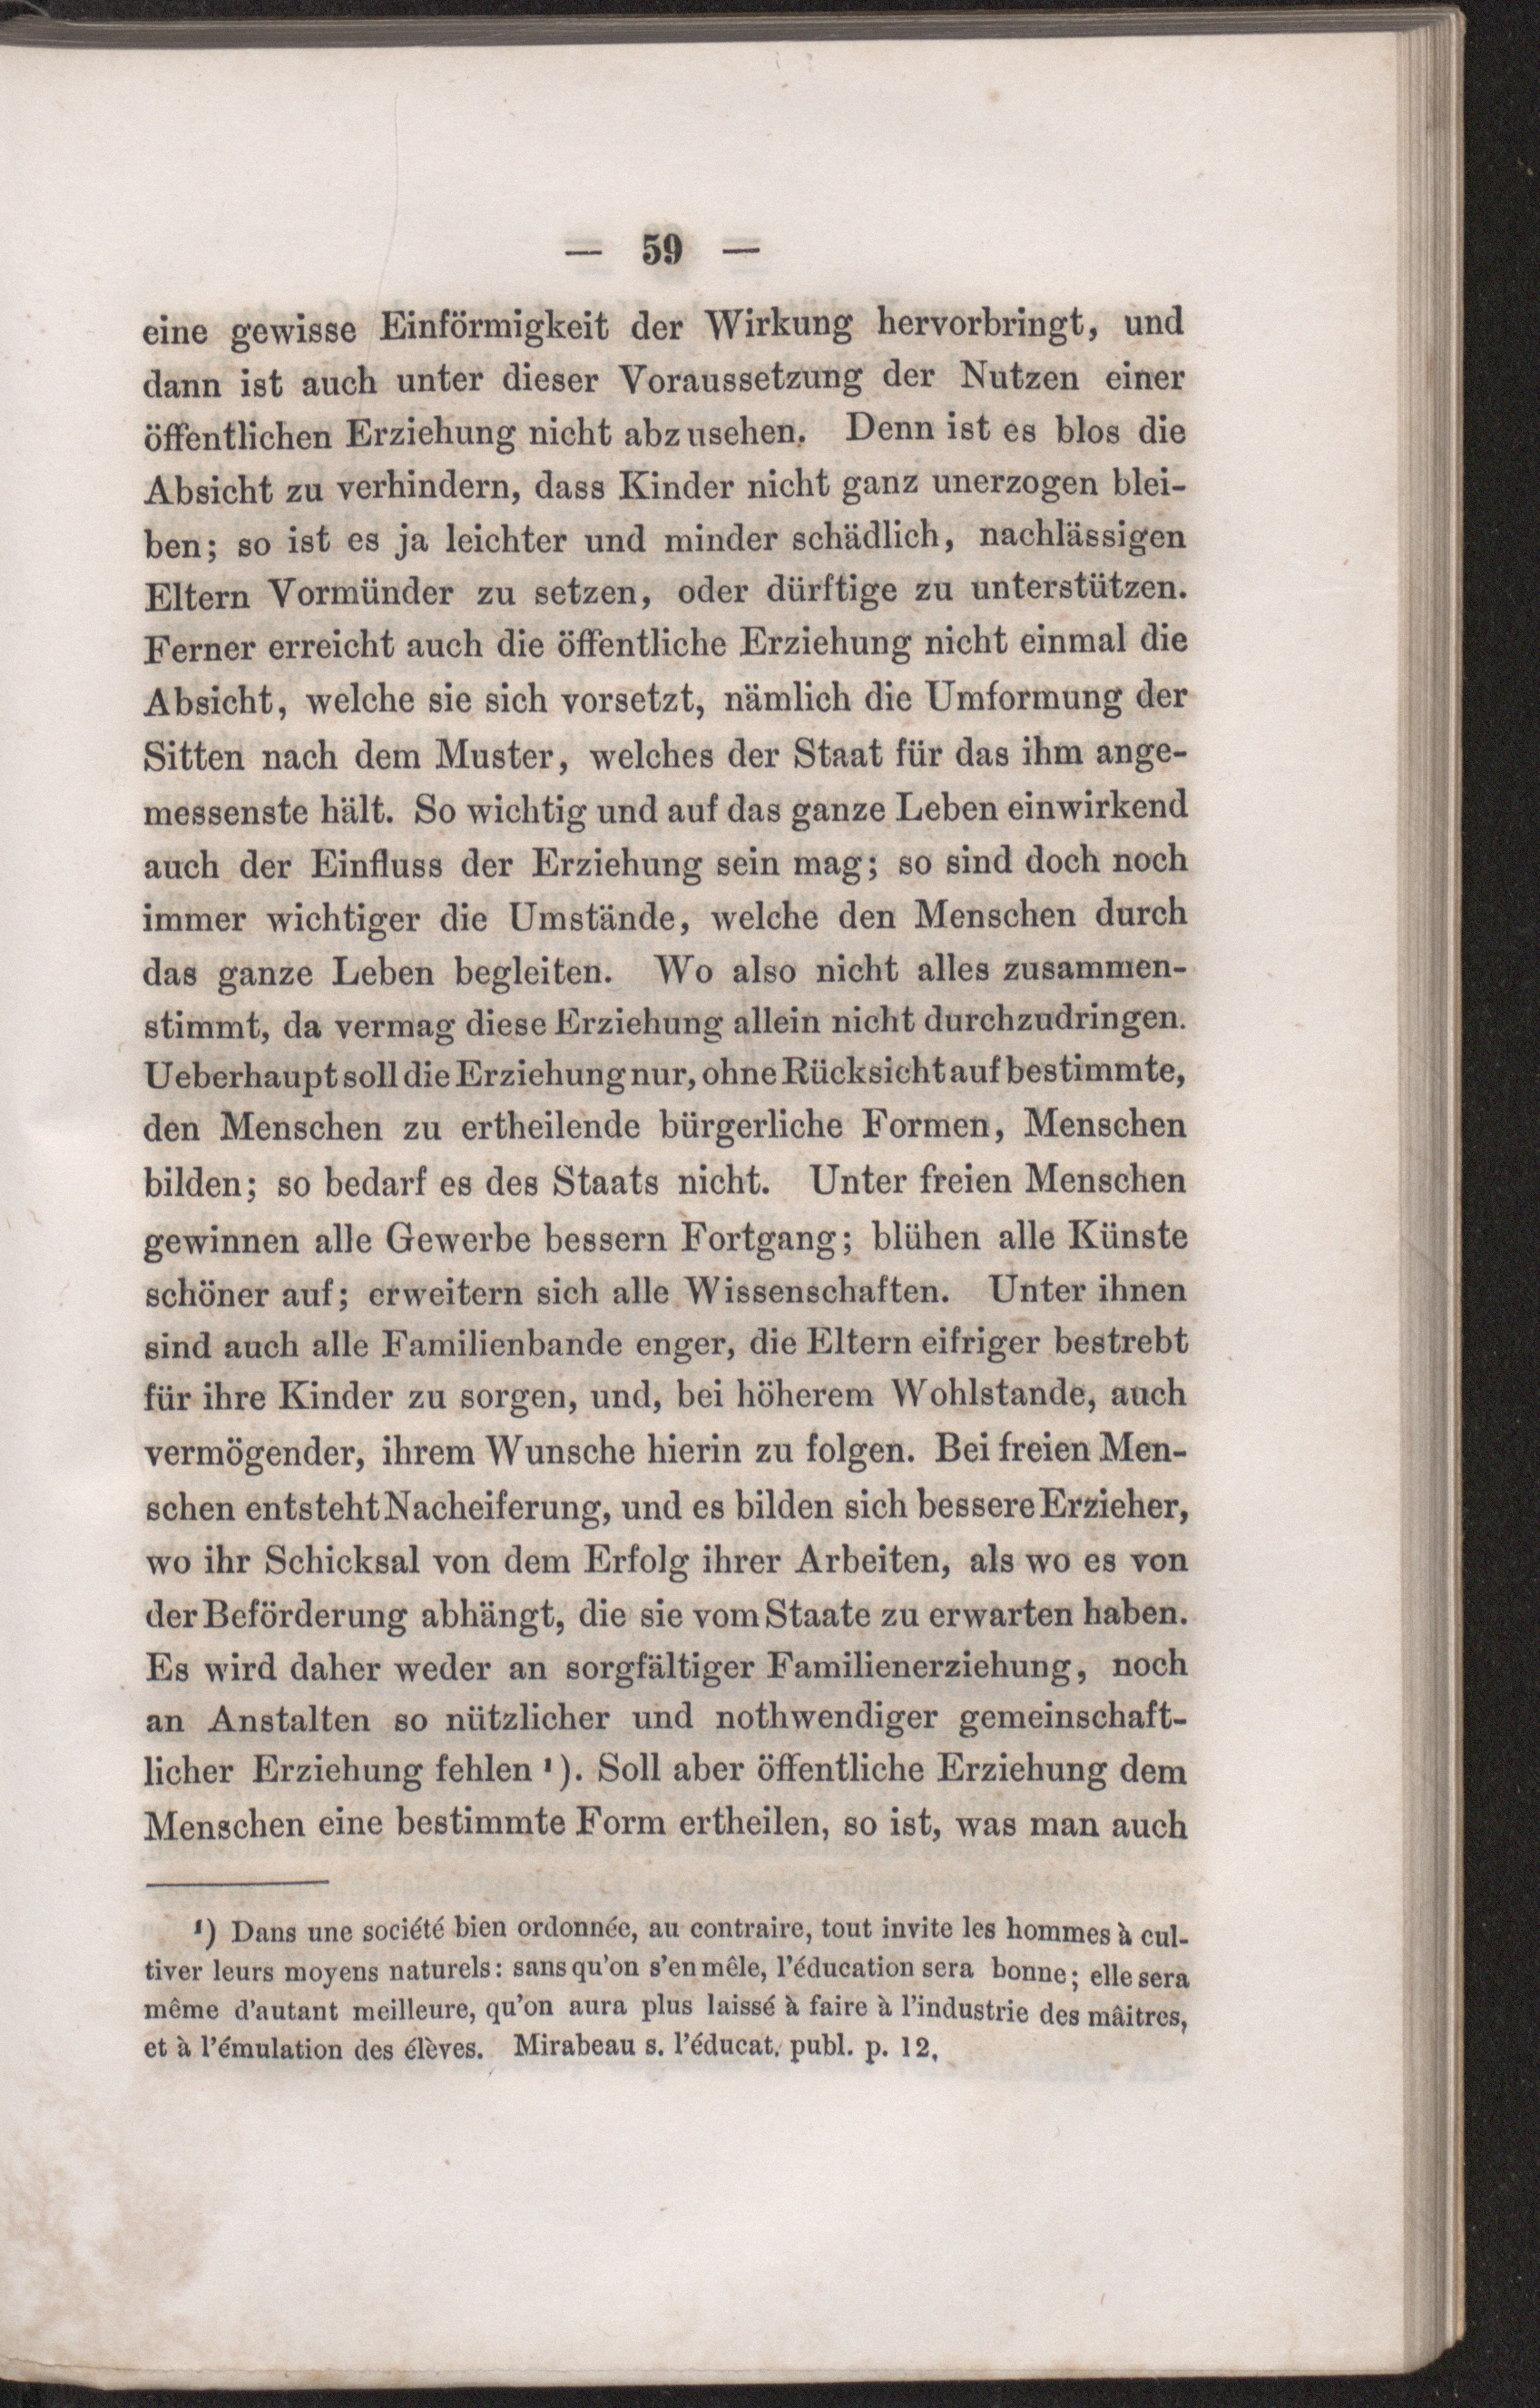 — 59 —
eine gewisse Einförmigkeit der Wirkung hervorbringt, und
dann ist auch unter dieser Voraussetzung der Nutzen einer
öffentlichen Erziehung nicht abzusehen. Denn ist es blos die
Absicht zu verhindern, dass Kinder nicht ganz unerzogen blei-
ben; so ist es ja leichter und minder schädlich, nachlässigen
Eltern Vormünder zu setzen, oder dürftige zu unterstützen.
Ferner erreicht auch die öffentliche Erziehung nicht einmal die
Absicht, welche sie sich vorsetzt, nämlich die Umformung der
Sitten nach dem Muster, welches der Staat für das ihm ange-
messenste hält. So wichtig und auf das ganze Leben einwirkend
auch der Einfluss der Erziehung sein mag; so sind doch noch
immer wichtiger die Umstände, welche den Menschen durch
das ganze Leben begleiten. Wo also nicht alles zusammen-
stimmt, da vermag diese Erziehung allein nicht durchzudringen.
Ueberhaupt soll die Erziehung nur, ohne Rücksicht auf bestimmte,
den Menschen zu ertheilende bürgerliche Formen, Menschen
bilden; so bedarf es des Staats nicht. Unter freien Menschen
gewinnen alle Gewerbe bessern Fortgang; blühen alle Künste
schöner auf; erweitern sich alle Wissenschaften. Unter ihnen
sind auch alle Familienbande enger, die Eltern eifriger bestrebt
für ihre Kinder zu sorgen, und, bei höherem Wohlstande, auch
vermögender, ihrem Wunsche hierin zu folgen. Bei freien Men-
schen entsteht Nacheiferung, und es bilden sich bessere Erzieher,
wo ihr Schicksal von dem Erfolg ihrer Arbeiten, als wo es von
der Beförderung abhängt, die sie vom Staate zu erwarten haben.
Es wird daher weder an sorgfältiger Familienerziehung, noch
an Anstalten so nützlicher und nothwendiger gemeinschaft-
licher Erziehung fehlen ¹). Soll aber öffentliche Erziehung dem
Menschen eine bestimmte Form ertheilen, so ist, was man auch
¹) Dans une société bien ordonnée, au contraire, tout invite les hommes à cul-
tiver leurs moyens naturels: sans qu'on s'en mêle, l'éducation sera bonne; elle sera
même d'autant meilleure, qu'on aura plus laissé à faire à l'industrie des mâitres,
et à l'émulation des élèves. Mirabeau s. l'éducat. publ. p. 12.